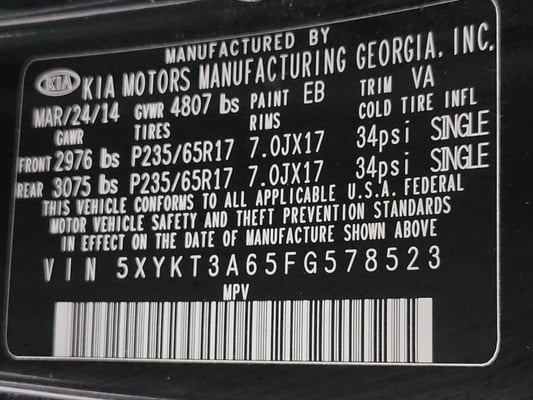 MANUFACTURED BY
KIA KIA MOTORS MANUFACTURING GEORGIA, INC.
MAR/24/14 GVWR 4807 lbs PAINT EB TRIM VA
GAWR TIRES RIMS COLD TIRE INFL
FRONT 2976 lbs P235/65R17 7.0JX17 34psi SINGLE
REAR 3075 lbs P235/65R17 7.0JX17 34psi SINGLE
THIS VEHICLE CONFORMS TO ALL APPLICABLE U.S.A. FEDERAL
MOTOR VEHICLE SAFETY AND THEFT PREVENTION STANDARDS
IN EFFECT ON THE DATE OF MANUFACTURE SHOWN ABOVE
VIN 5XYKT3A65FG578523
MPV